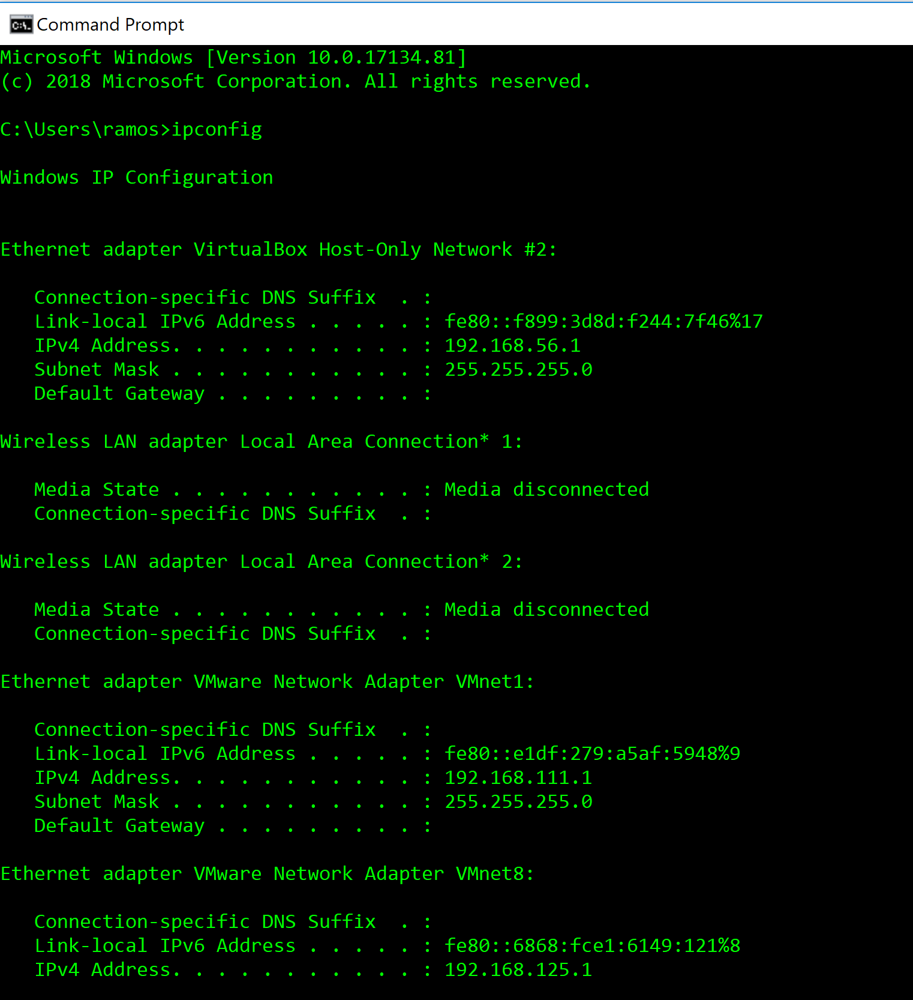 Command Prompt
Microsoft Windows [Version 10.0.17134.81]
(c) 2018 Microsoft Corporation. All rights reserved.
C:\Users\ramos>ipconfig
Windows IP Configuration
Ethernet adapter VirtualBox Host-Only Network #2:
   Connection-specific DNS Suffix  . :
   Link-local IPv6 Address . . . . . : fe80::f899:3d8d:f244:7f46%17
   IPv4 Address. . . . . . . . . . . : 192.168.56.1
   Subnet Mask . . . . . . . . . . . : 255.255.255.0
   Default Gateway . . . . . . . . . :
Wireless LAN adapter Local Area Connection* 1:
   Media State . . . . . . . . . . . : Media disconnected
   Connection-specific DNS Suffix  . :
Wireless LAN adapter Local Area Connection* 2:
   Media State . . . . . . . . . . . : Media disconnected
   Connection-specific DNS Suffix  . :
Ethernet adapter VMware Network Adapter VMnet1:
   Connection-specific DNS Suffix  . :
   Link-local IPv6 Address . . . . . : fe80::e1df:279:a5af:5948%9
   IPv4 Address. . . . . . . . . . . : 192.168.111.1
   Subnet Mask . . . . . . . . . . . : 255.255.255.0
   Default Gateway . . . . . . . . . :
Ethernet adapter VMware Network Adapter VMnet8:
   Connection-specific DNS Suffix  . :
   Link-local IPv6 Address . . . . . : fe80::6868:fce1:6149:121%8
   IPv4 Address. . . . . . . . . . . : 192.168.125.1